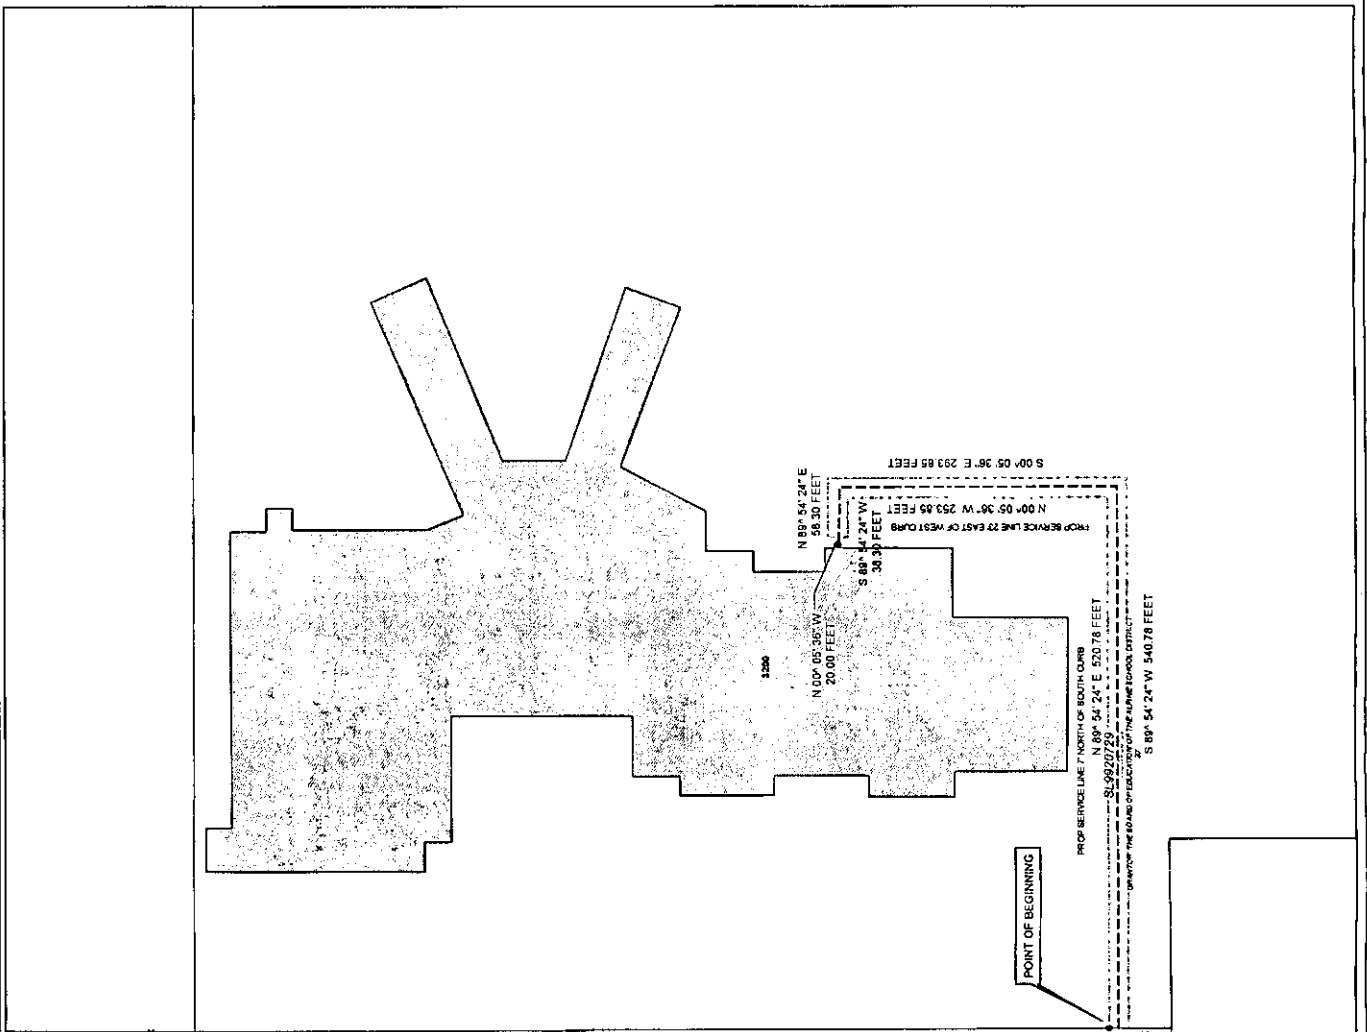 S 00^ 05' 36" E 293.85 FEET
N 89^ 54' 24" E
58.30 FEET
N 00^ 05' 36" W 253.85 FEET
PROP SERVICE LINE 23' EAST OF WEST CURB
S 89^ 54' 24" W
38.30 FEET
N 00^ 05' 36" W
20.00 FEET
3200
PROP SERVICE LINE 7' NORTH OF SOUTH CURB
N 89^ 54' 24" E 520.78 FEET
SL9920729
GRANTOR: THE BOARD OF EDUCATION OF THE ALPINE SCHOOL DISTRICT
S 89^ 54' 24" W 540.78 FEET
POINT OF BEGINNING